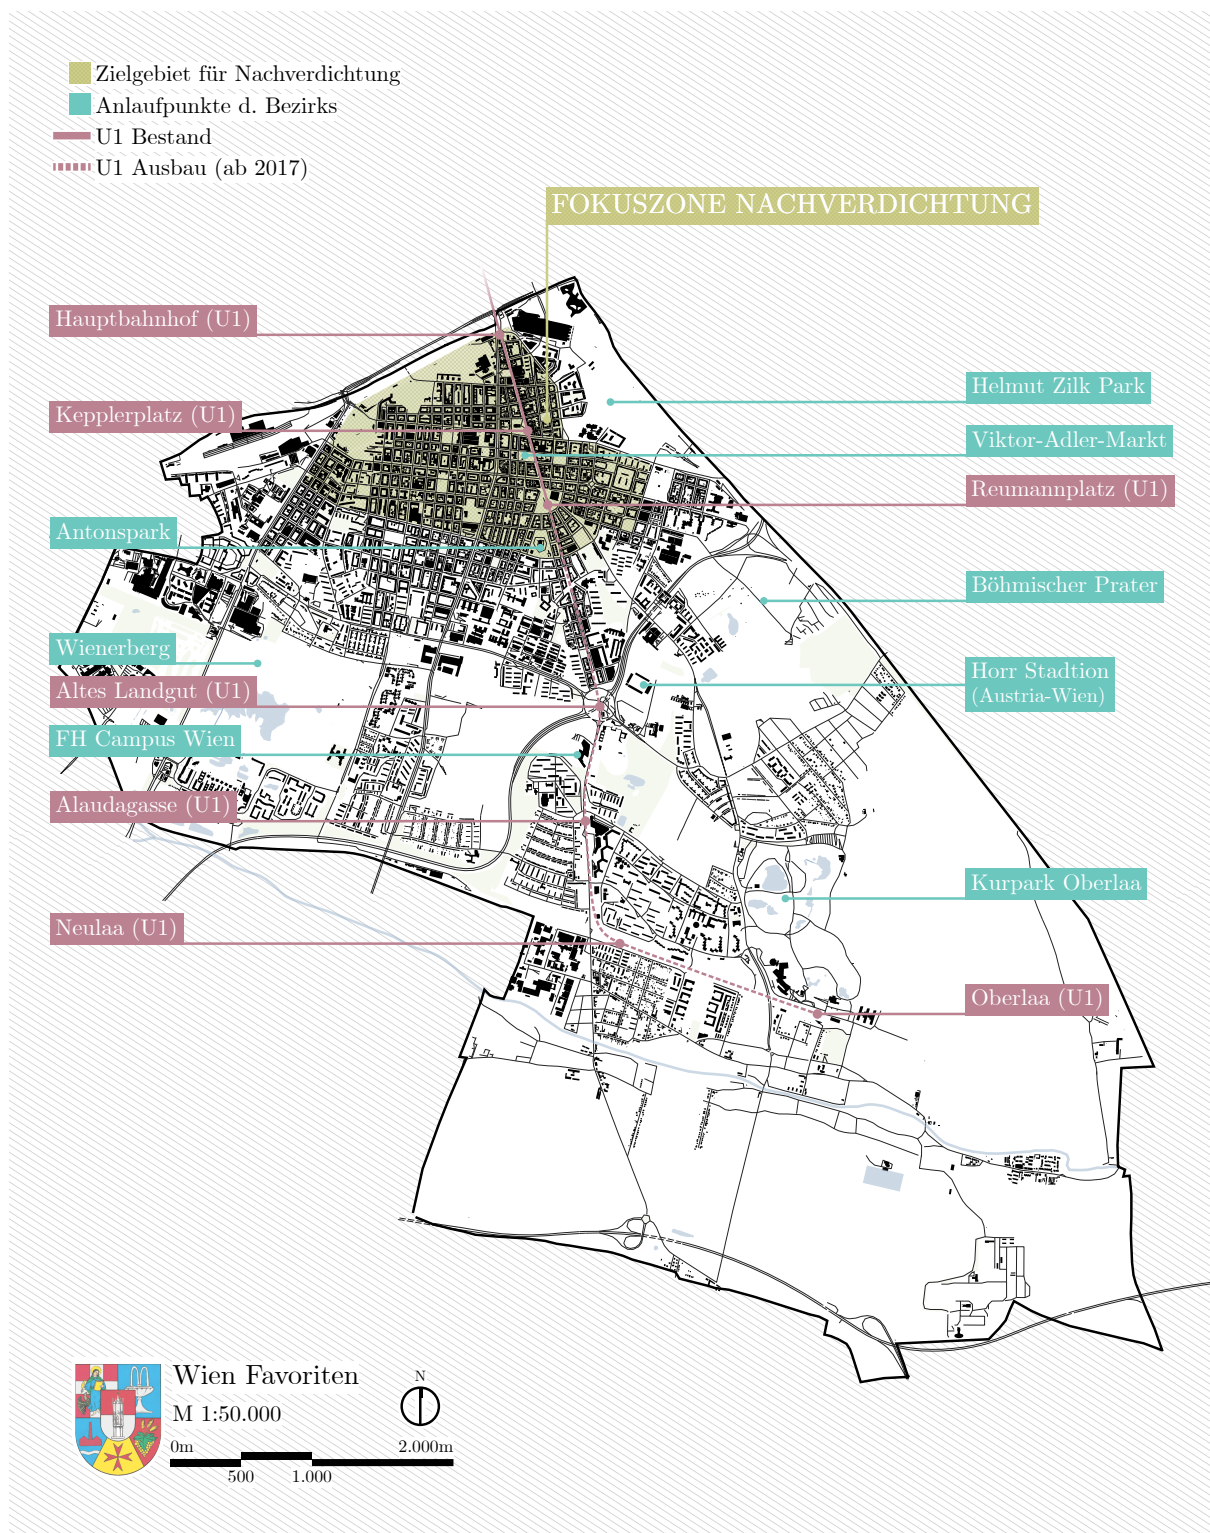 Zielgebiet für Nachverdichtung
Anlaufpunkte d. Bezirks
U1 Bestand
U1 Ausbau (ab 2017)
FOKUSZONE NACHVERDICHTUNG
Hauptbahnhof (U1)
Helmut Zilk Park
Kepplerplatz (U1)
Viktor-Adler-Markt
Reumannplatz (U1)
Antonspark
Böhmischer Prater
Wienerberg
Horr Stadtion
(Austria-Wien)
Altes Landgut (U1)
FH Campus Wien
Alaudagasse (U1)
Kurpark Oberlaa
Neulaa (U1)
Oberlaa (U1)
Wien Favoriten
M 1:50.000
N
0m
2.000m
500
1.000